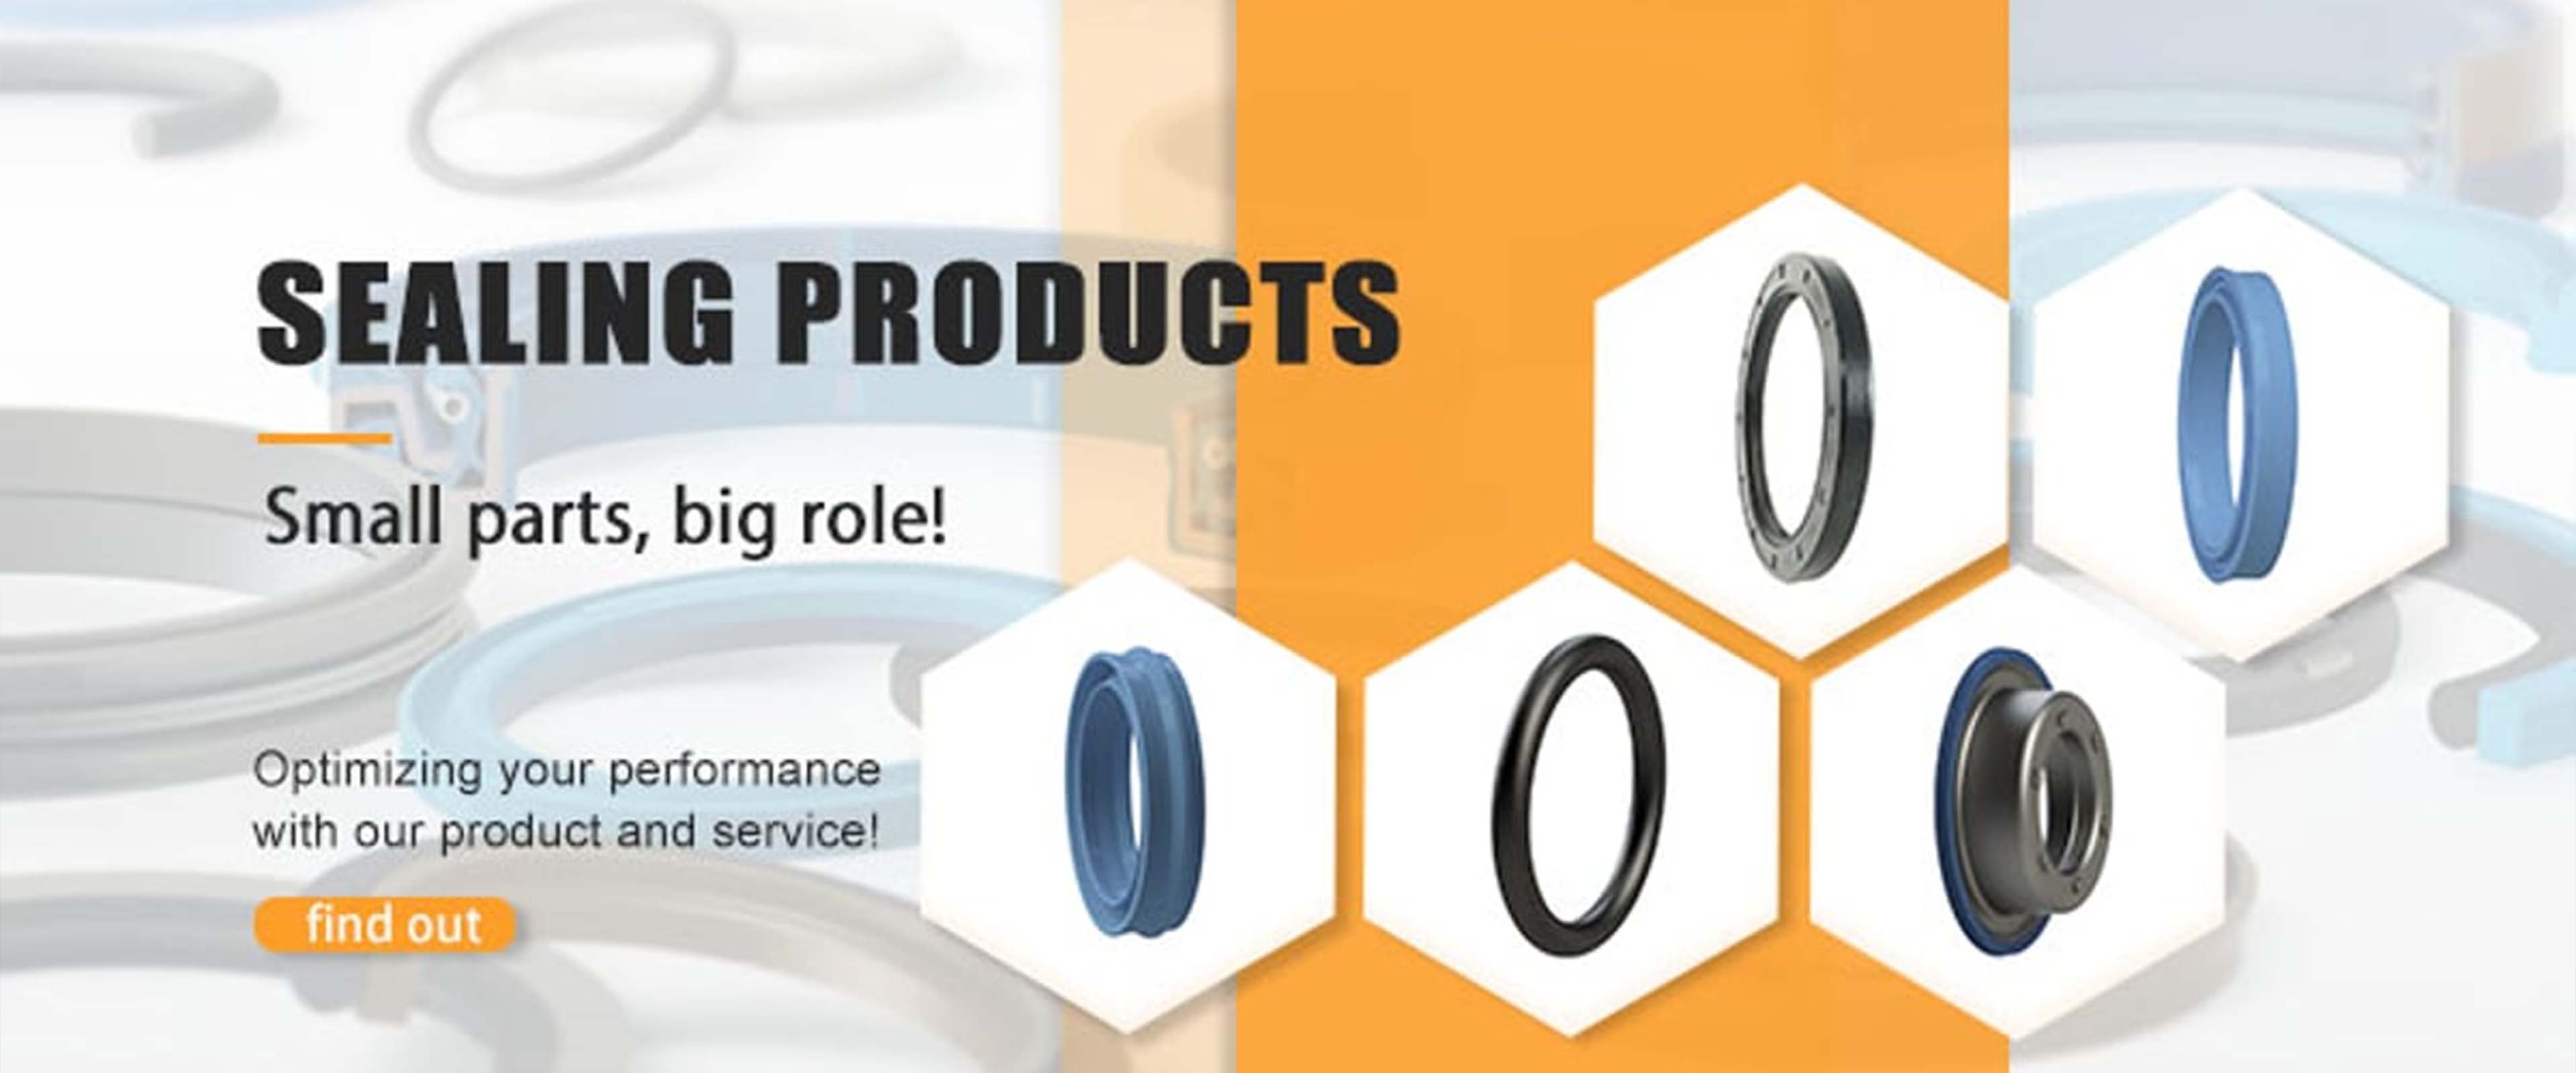 SEALING PRODUCTS
Small parts, big role!
Optimizing your performance
with our product and service!
find out